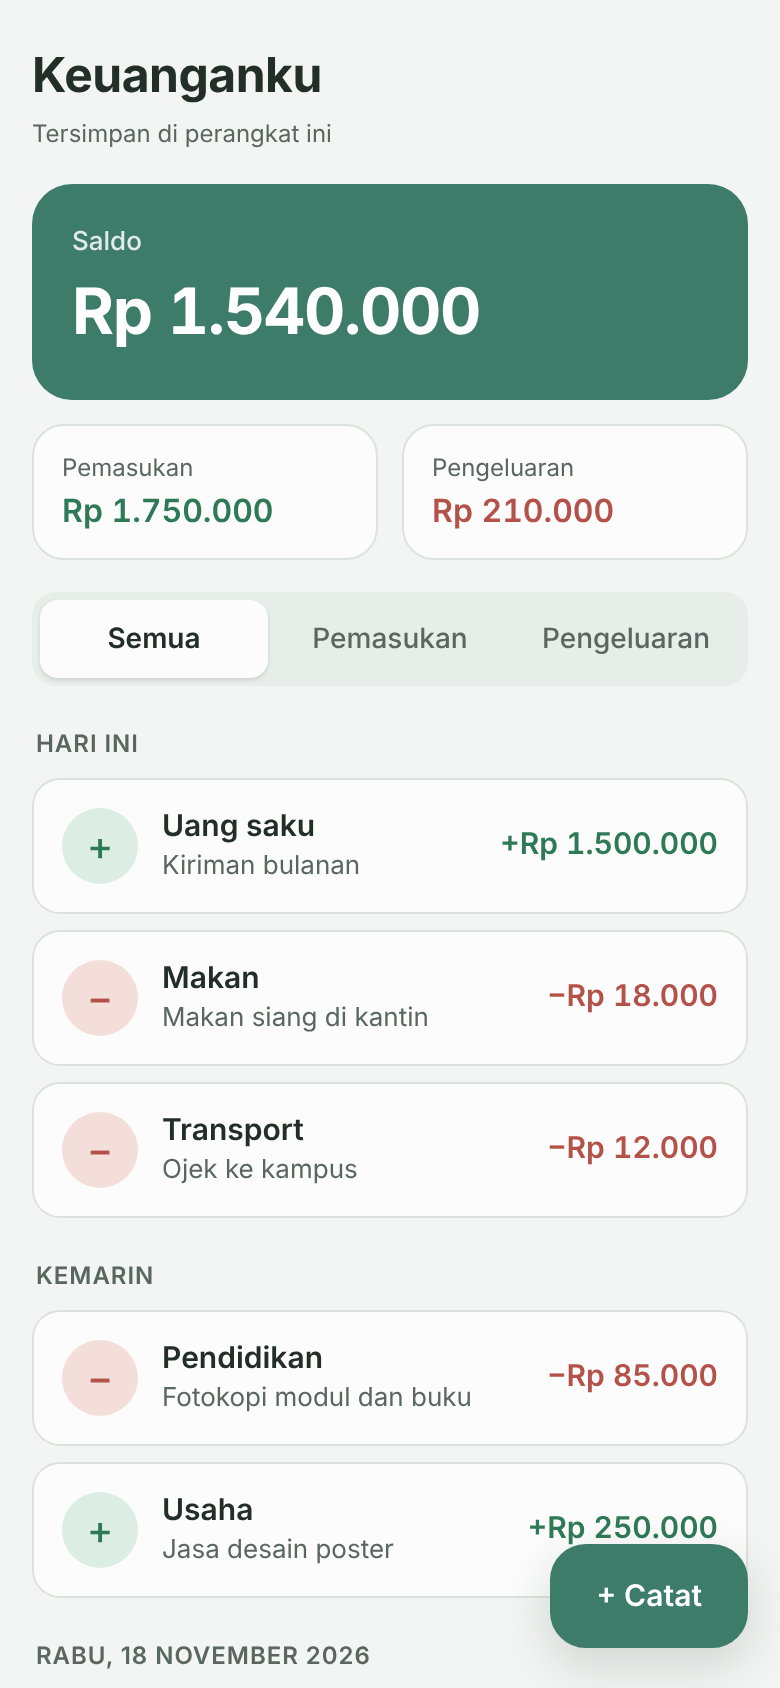 Keuanganku
Tersimpan di perangkat ini
Saldo
Rp 1.540.000
Pemasukan
Rp 1.750.000
Pengeluaran
Rp 210.000
Semua
Pemasukan
Pengeluaran
HARI INI
+
Uang saku
Kiriman bulanan
+Rp 1.500.000
−
Makan
Makan siang di kantin
−Rp 18.000
−
Transport
Ojek ke kampus
−Rp 12.000
KEMARIN
−
Pendidikan
Fotokopi modul dan buku
−Rp 85.000
+
Usaha
Jasa desain poster
+Rp 250.000
+ Catat
RABU, 18 NOVEMBER 2026